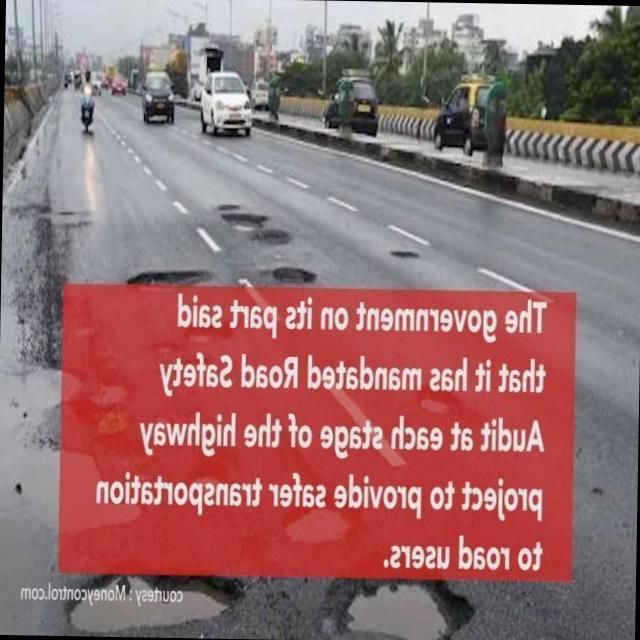 The government on its part said
that it has mandated Road Safety
Audit at each stage of the highway
project to provide safer transportation
to road users.
courtesy : Moneycontrol.com